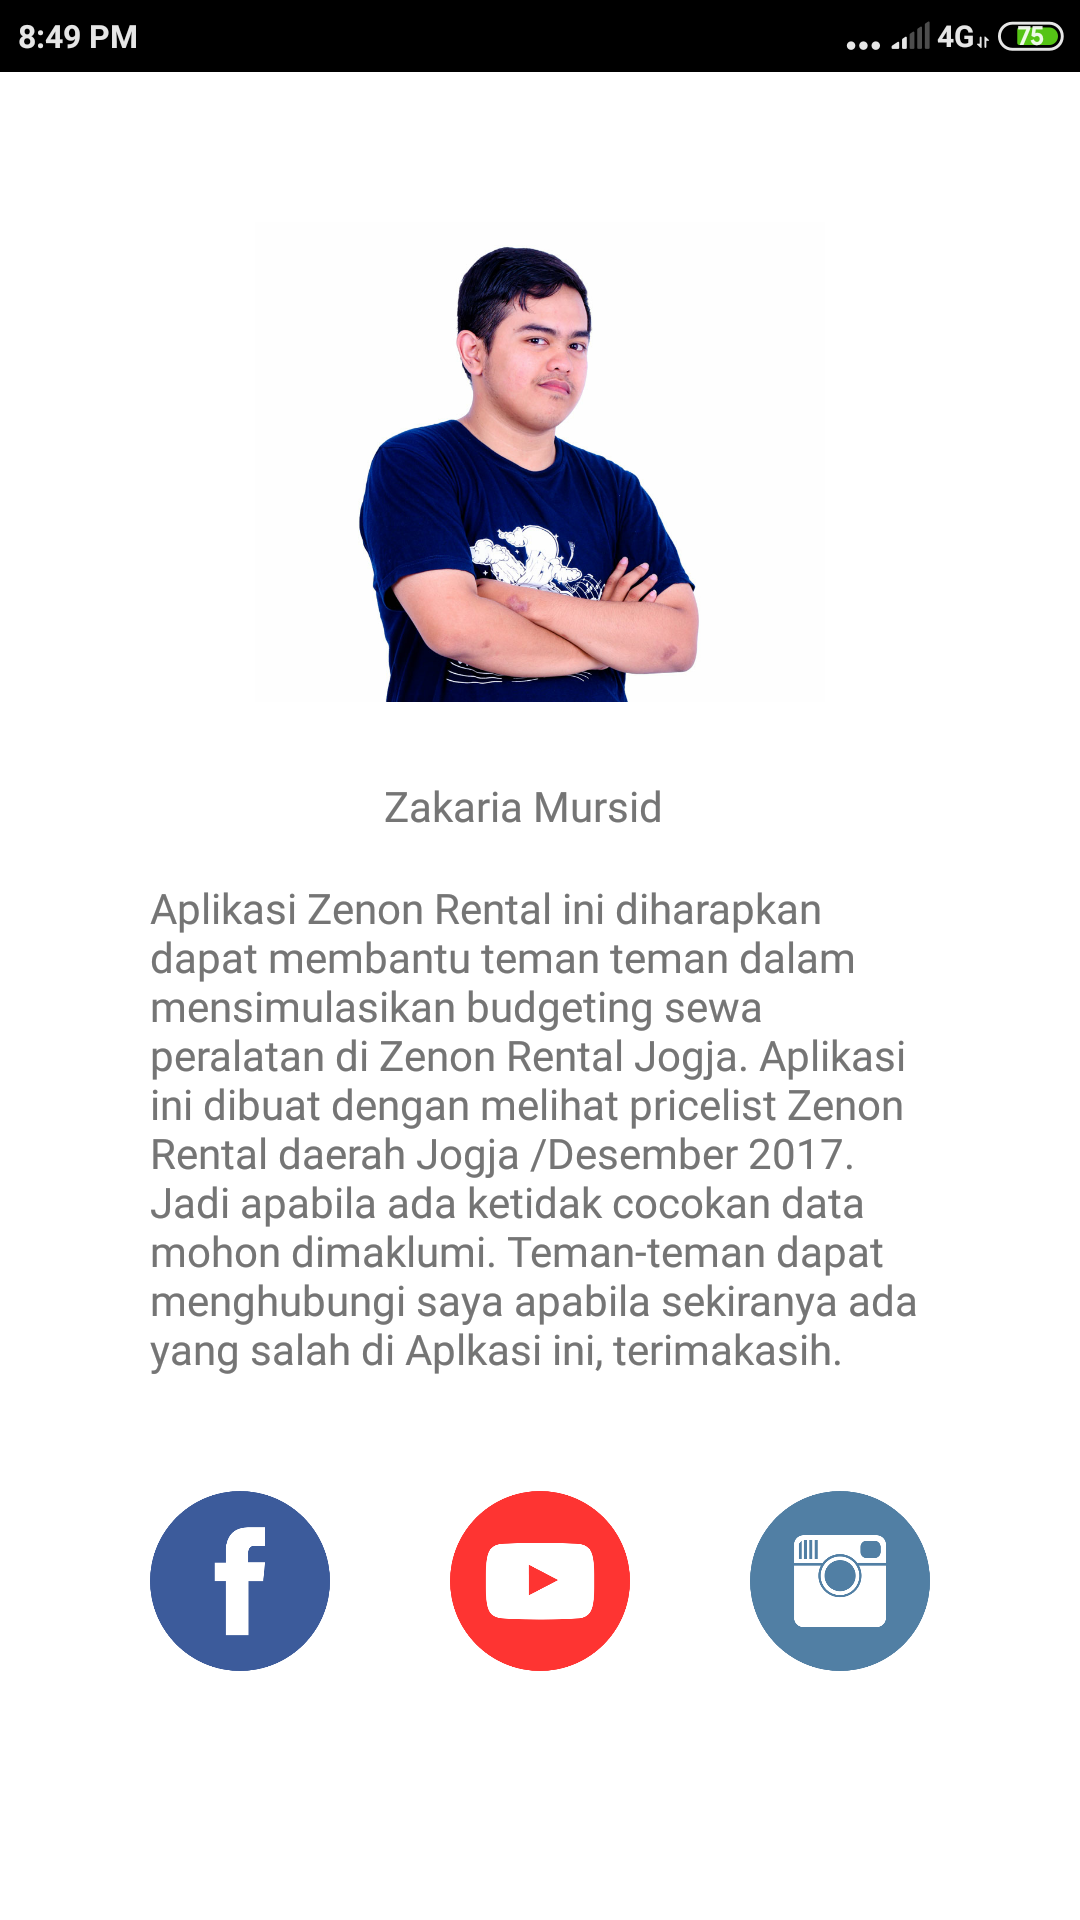 8:49 PM
4G
75
Zakaria Mursid
Aplikasi Zenon Rental ini diharapkan
dapat membantu teman teman dalam
mensimulasikan budgeting sewa
peralatan di Zenon Rental Jogja. Aplikasi
ini dibuat dengan melihat pricelist Zenon
Rental daerah Jogja /Desember 2017.
Jadi apabila ada ketidak cocokan data
mohon dimaklumi. Teman-teman dapat
menghubungi saya apabila sekiranya ada
yang salah di Aplkasi ini, terimakasih.